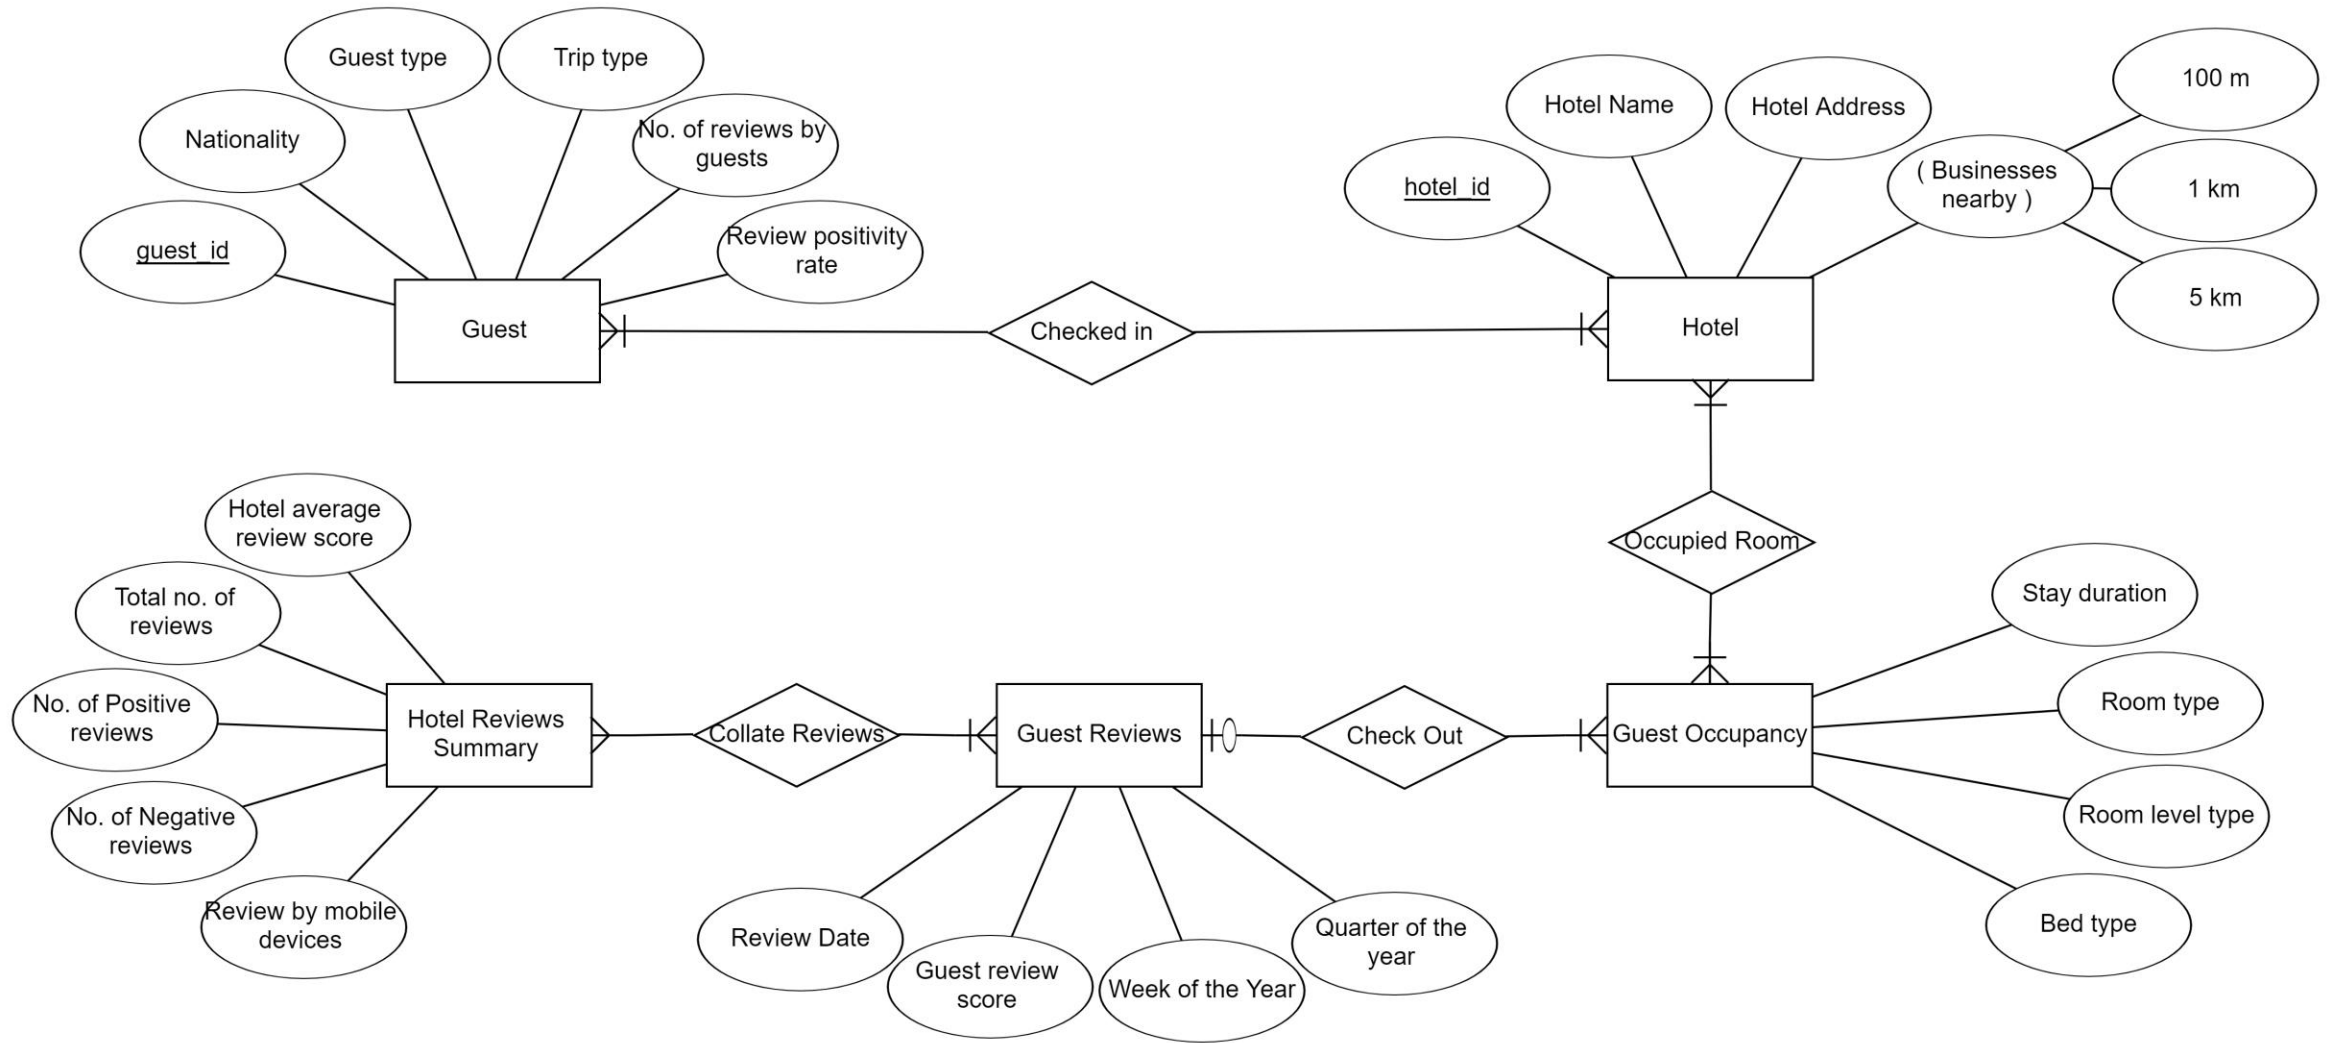 Guest type
Trip type
Nationality
No. of reviews by
guests
guest_id
Review positivity
rate
Guest
Checked in
Hotel Name
Hotel Address
hotel_id
( Businesses
nearby )
100 m
1 km
5 km
Hotel
Occupied Room
Hotel average
review score
Total no. of
reviews
No. of Positive
reviews
No. of Negative
reviews
Review by mobile
devices
Hotel Reviews
Summary
Collate Reviews
Guest Reviews
Check Out
Guest Occupancy
Stay duration
Room type
Room level type
Bed type
Review Date
Guest review
score
Week of the Year
Quarter of the
year